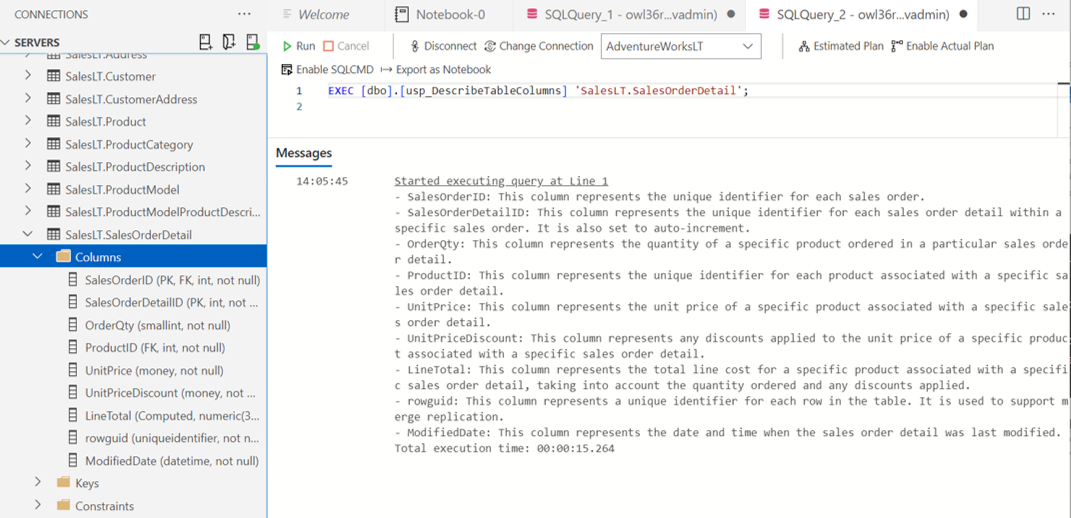 CONNECTIONS ···
SERVERS
SalesLT.Address
SalesLT.Customer
SalesLT.CustomerAddress
SalesLT.Product
SalesLT.ProductCategory
SalesLT.ProductDescription
SalesLT.ProductModel
SalesLT.ProductModelProductDescri...
SalesLT.SalesOrderDetail
Columns
SalesOrderID (PK, FK, int, not null)
SalesOrderDetailID (PK, int, not ...
OrderQty (smallint, not null)
ProductID (FK, int, not null)
UnitPrice (money, not null)
UnitPriceDiscount (money, not ...
LineTotal (Computed, numeric(3...
rowguid (uniqueidentifier, not n...
ModifiedDate (datetime, not null)
Keys
Constraints
Welcome Notebook-0 SQLQuery_1 - owl36r...vadmin) ● SQLQuery_2 - owl36r...vadmin) ● ···
Run Cancel Disconnect Change Connection AdventureWorksLT Estimated Plan Enable Actual Plan
Enable SQLCMD Export as Notebook
1 EXEC [dbo].[usp_DescribeTableColumns] 'SalesLT.SalesOrderDetail';
2
Messages
14:05:45 Started executing query at Line 1
- SalesOrderID: This column represents the unique identifier for each sales order.
- SalesOrderDetailID: This column represents the unique identifier for each sales order detail within a
specific sales order. It is also set to auto-increment.
- OrderQty: This column represents the quantity of a specific product ordered in a particular sales orde
r detail.
- ProductID: This column represents the unique identifier for each product associated with a specific sa
les order detail.
- UnitPrice: This column represents the unit price of a specific product associated with a specific sale
s order detail.
- UnitPriceDiscount: This column represents any discounts applied to the unit price of a specific produc
t associated with a specific sales order detail.
- LineTotal: This column represents the total line cost for a specific product associated with a specifi
c sales order detail, taking into account the quantity ordered and any discounts applied.
- rowguid: This column represents a unique identifier for each row in the table. It is used to support m
erge replication.
- ModifiedDate: This column represents the date and time when the sales order detail was last modified.
Total execution time: 00:00:15.264